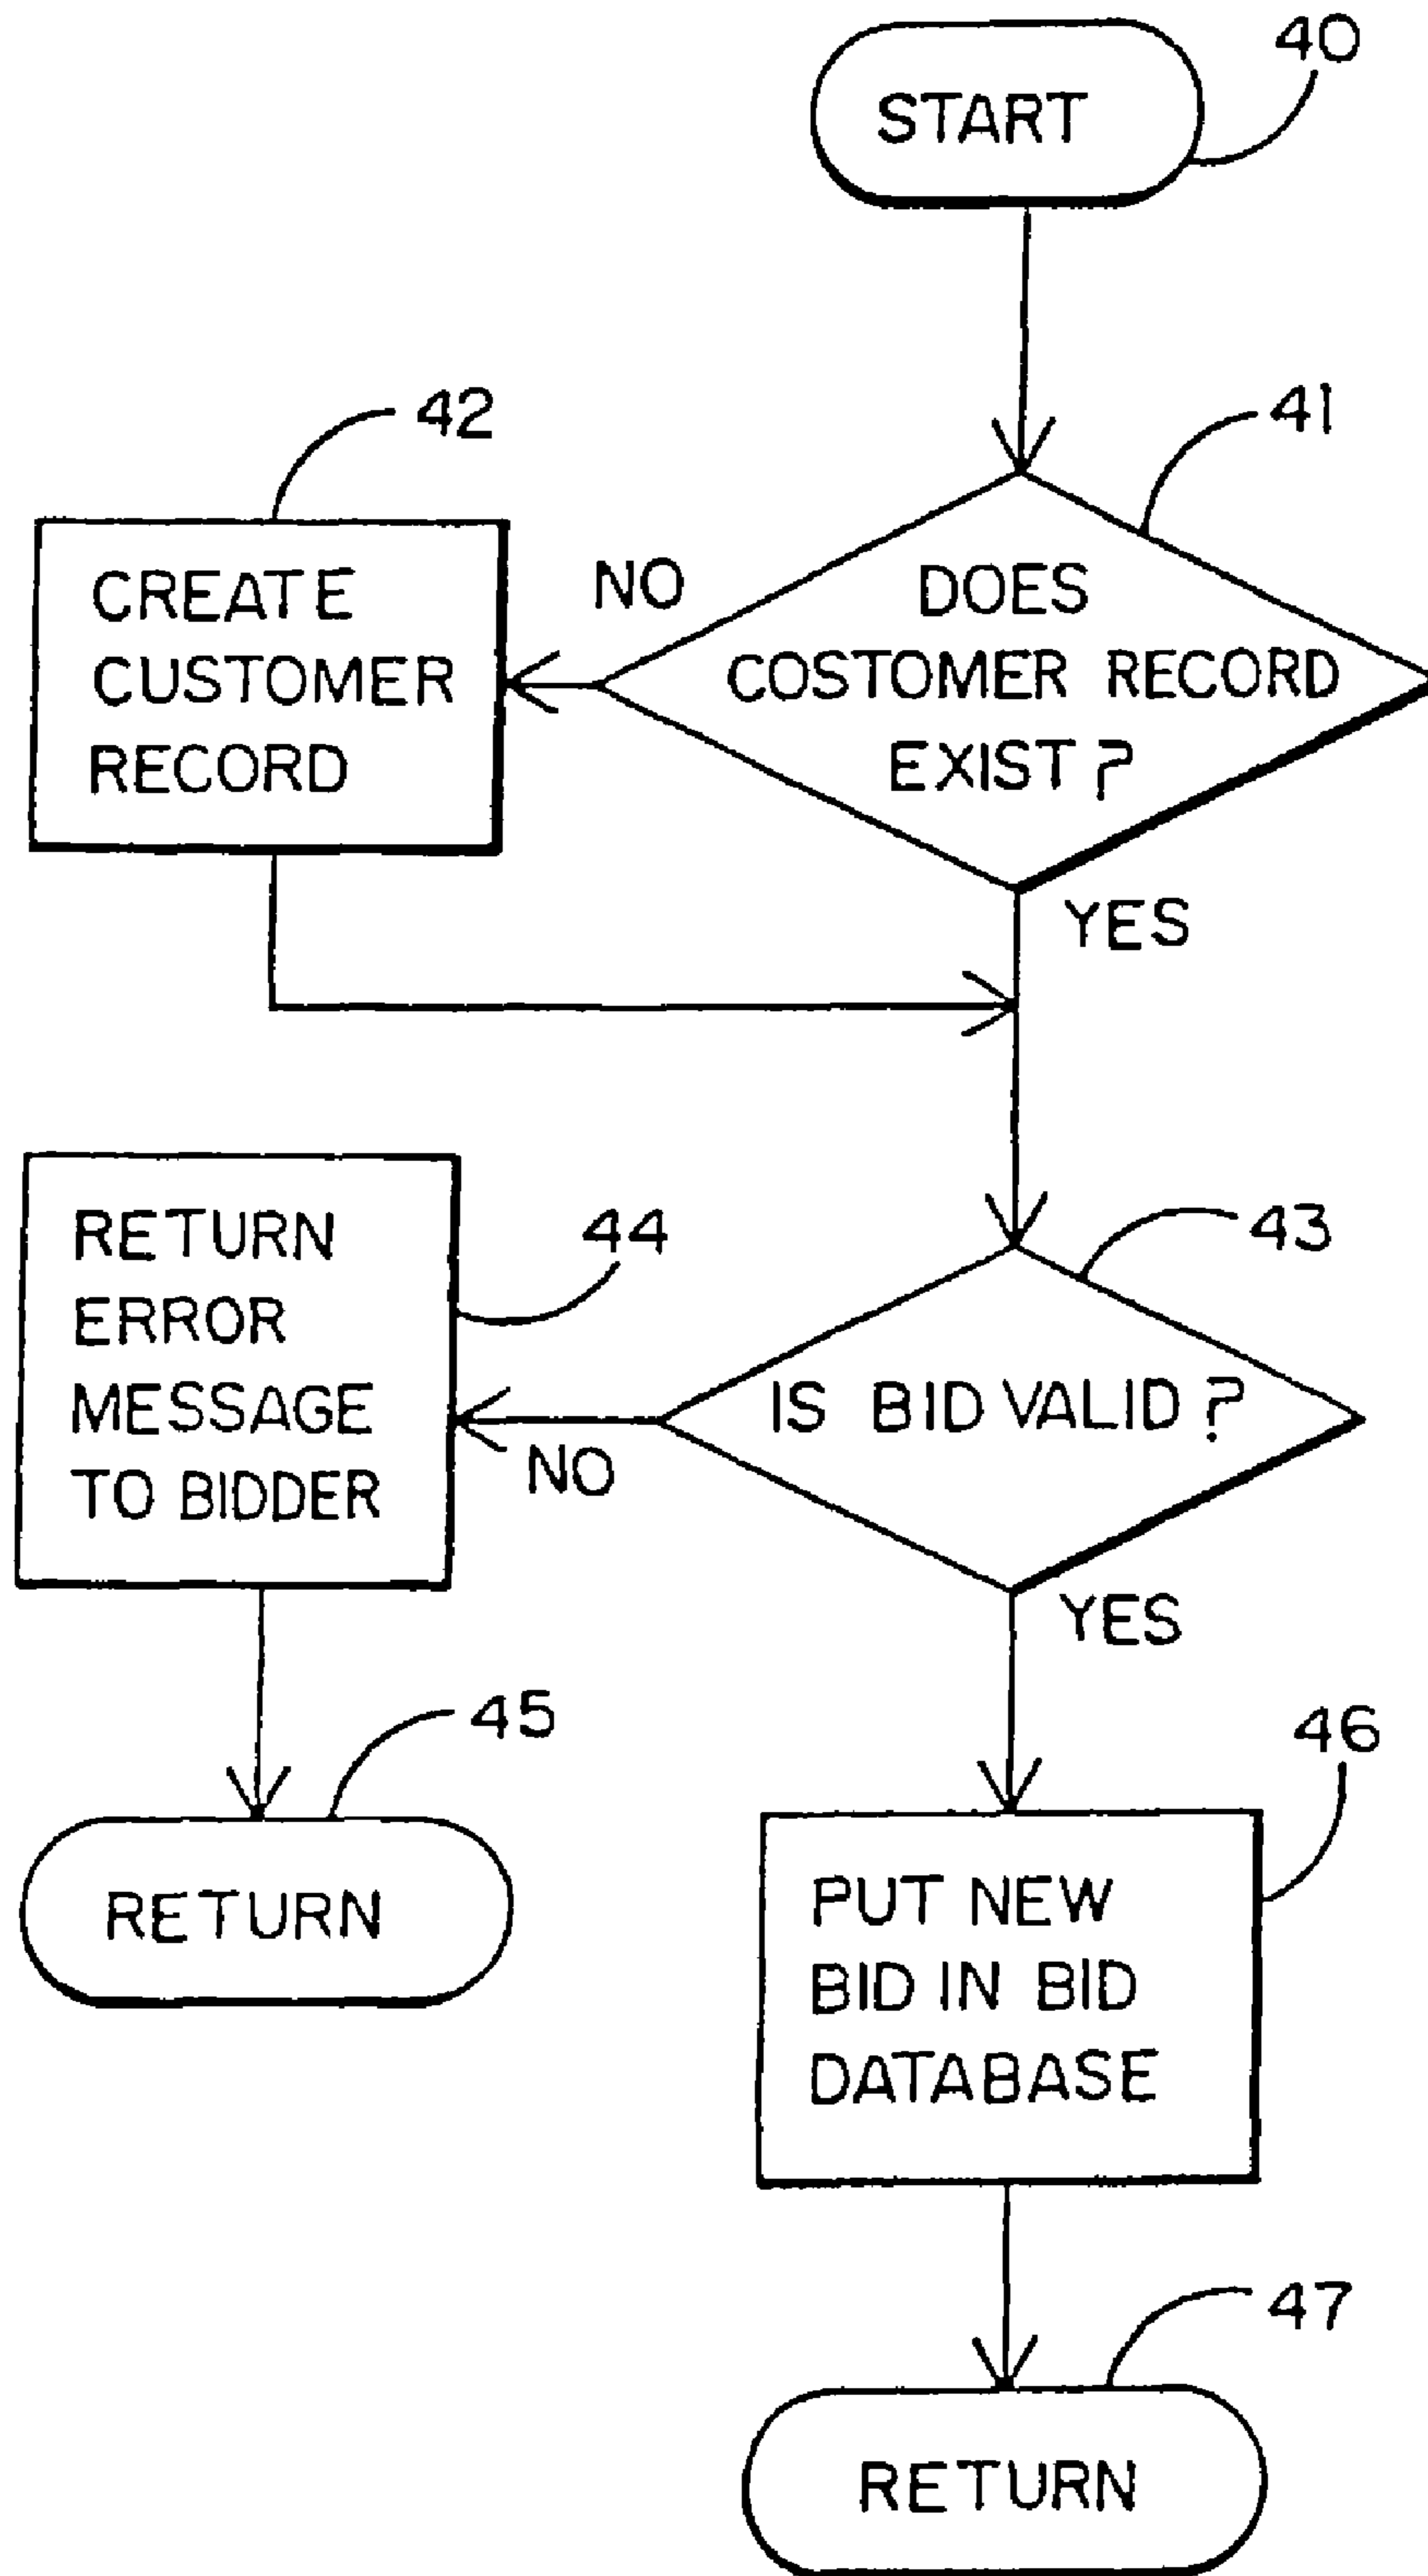 40
START
42
41
NO
CREATE
CUSTOMER
RECORD
DOES
COSTOMER RECORD
EXIST?
YES
RETURN
ERROR
MESSAGE
TO BIDDER
44
43
IS BID VALID?
NO
YES
45
46
RETURN
PUT NEW
BID IN BID
DATABASE
47
RETURN